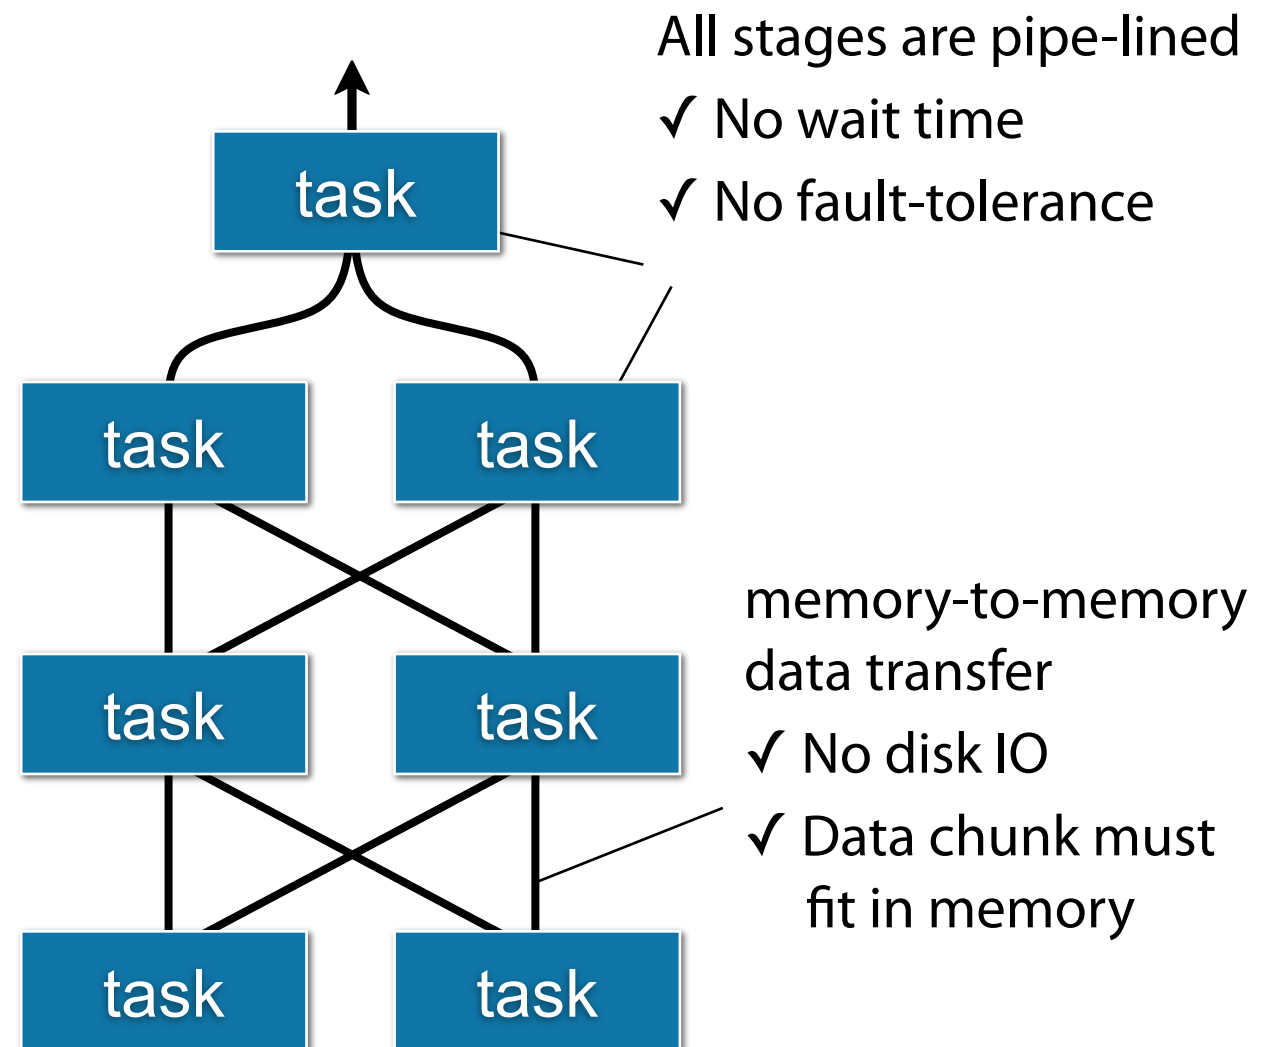 All stages are pipe-lined
✓ No wait time
task
✓ No fault-tolerance
task
task
memory-to-memory
data transfer
task
task
✓ No disk IO
✓ Data chunk must
fit in memory
task
task